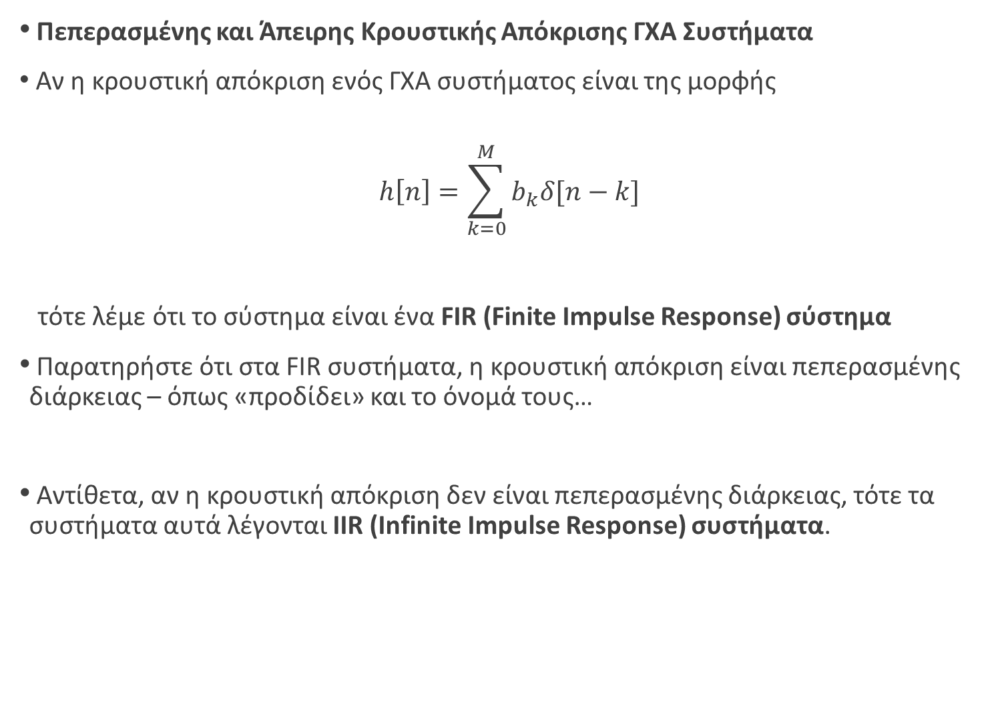 • Πεπερασμένης και Άπειρης Κρουστικής Απόκρισης ΓΧΑ Συστήματα
• Αν η κρουστική απόκριση ενός ΓΧΑ συστήματος είναι της μορφής
h[n] = \sum_{k=0}^{M} b_k δ[n − k]
τότε λέμε ότι το σύστημα είναι ένα FIR (Finite Impulse Response) σύστημα
• Παρατηρήστε ότι στα FIR συστήματα, η κρουστική απόκριση είναι πεπερασμένης
διάρκειας – όπως «προδίδει» και το όνομά τους…
• Αντίθετα, αν η κρουστική απόκριση δεν είναι πεπερασμένης διάρκειας, τότε τα
συστήματα αυτά λέγονται IIR (Infinite Impulse Response) συστήματα.